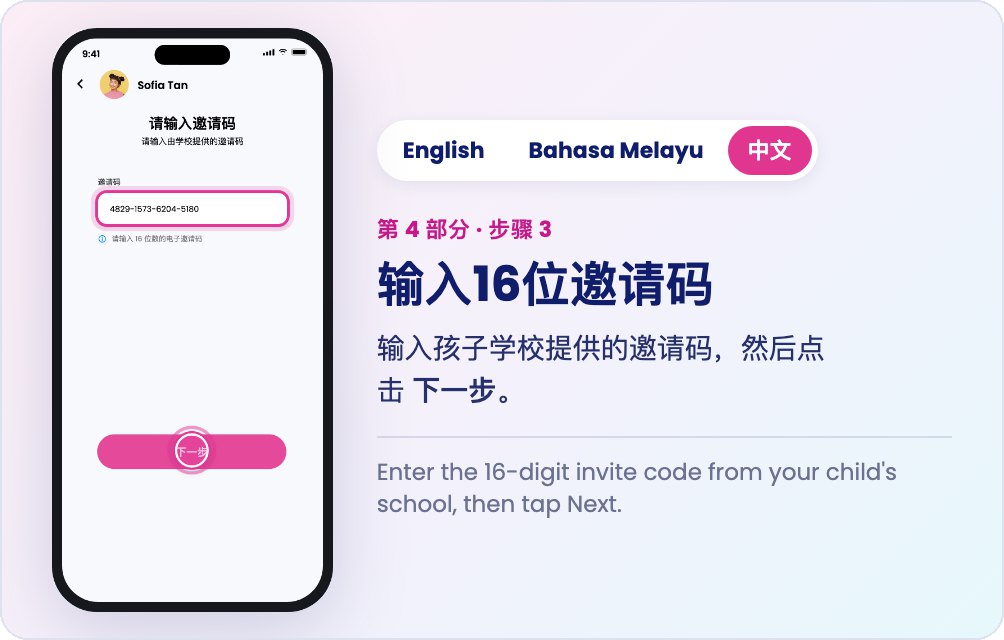 9:41
Sofia Tan
请输入邀请码
请输入由学校提供的邀请码
邀请码
4829-1573-6204-5180
请输入 16 位数的电子邀请码
下一步
English
Bahasa Melayu
中文
第 4 部分 · 步骤 3
输入16位邀请码
输入孩子学校提供的邀请码，然后点
击 下一步。
Enter the 16-digit invite code from your child's
school, then tap Next.